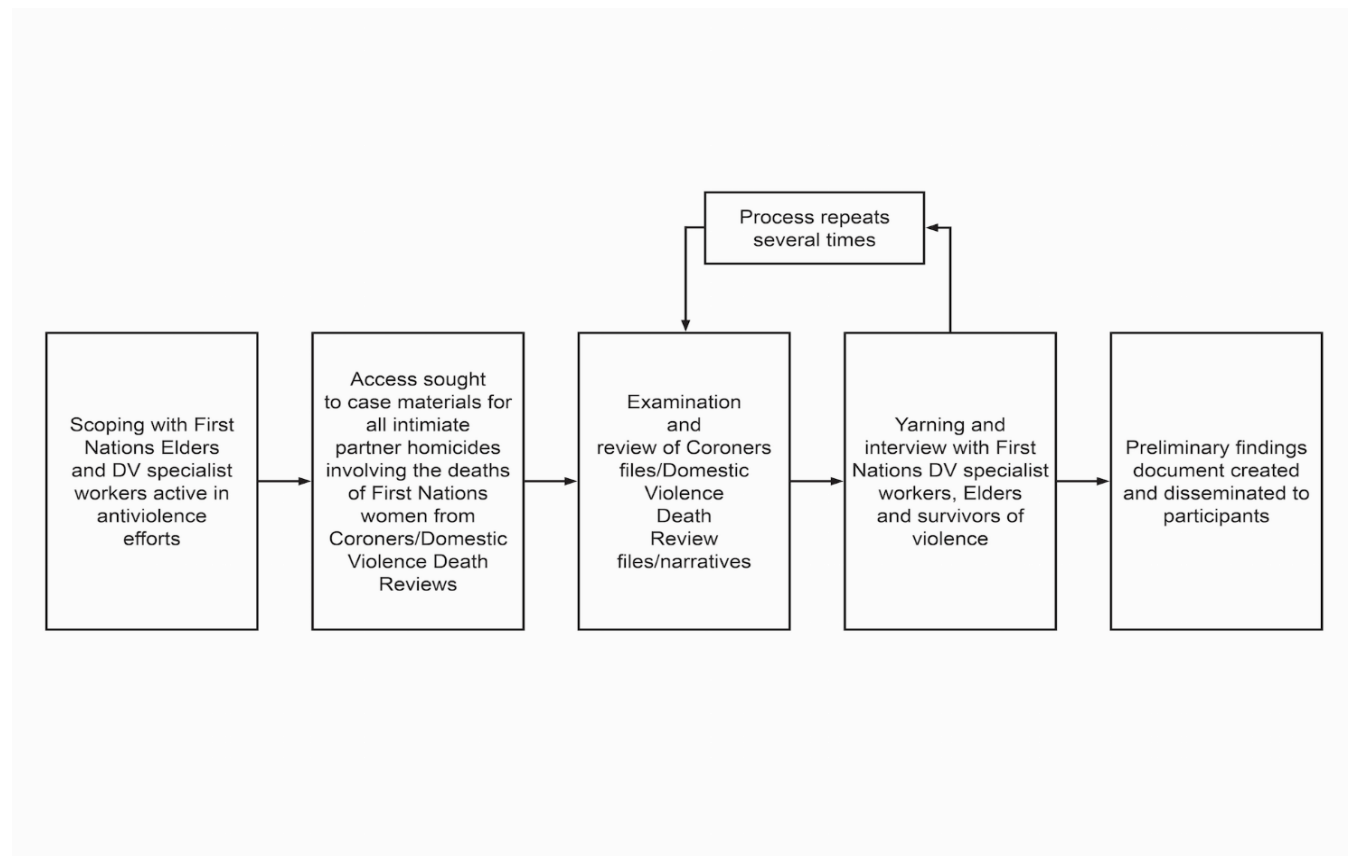 Process repeats
several times
Scoping with First
Nations Elders
and DV specialist
workers active in
antiviolence
efforts
Access sought
to case materials for
all intimiate
partner homicides
involving the deaths
of First Nations
women from
Coroners/Domestic
Violence Death
Reviews
Examination
and
review of Coroners
files/Domestic
Violence
Death
Review
files/narratives
Yarning and
interview with First
Nations DV specialist
workers, Elders
and survivors of
violence
Preliminary findings
document created
and disseminated to
participants